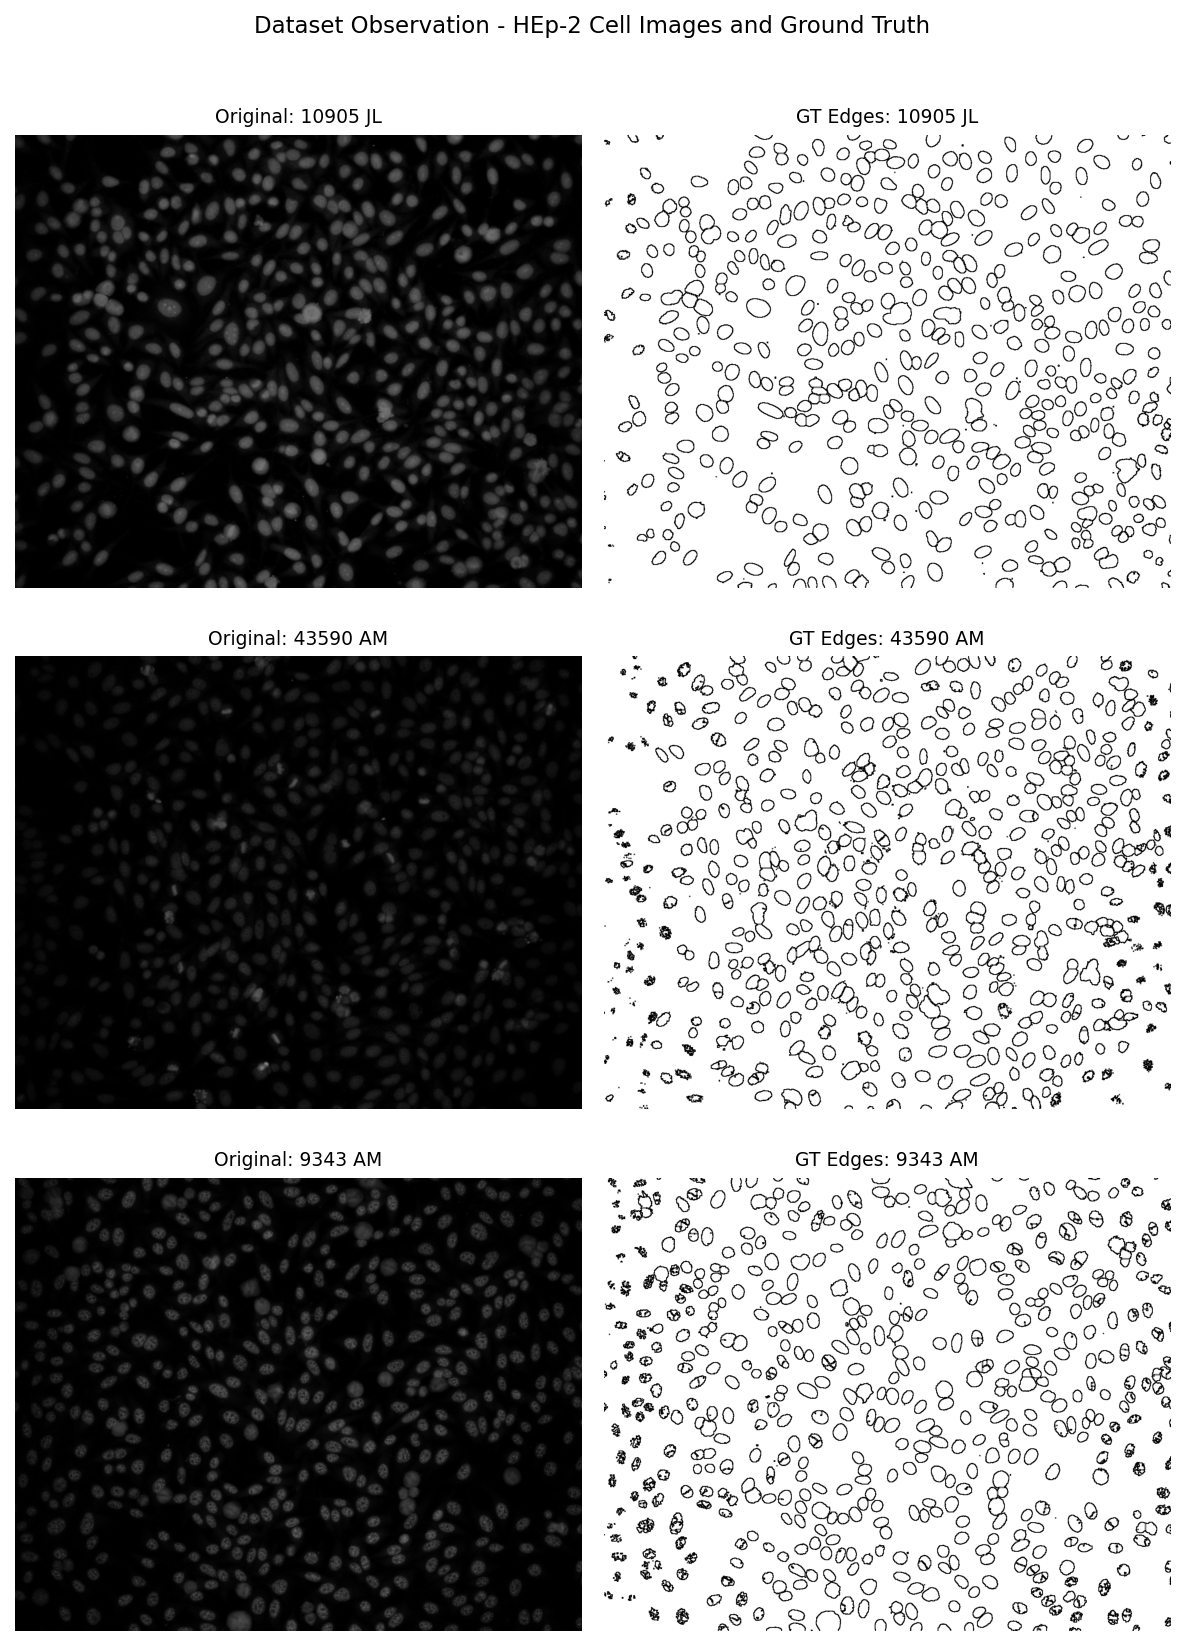 Dataset Observation - HEp-2 Cell Images and Ground Truth
Original: 10905 JL
GT Edges: 10905 JL
Original: 43590 AM
GT Edges: 43590 AM
Original: 9343 AM
GT Edges: 9343 AM